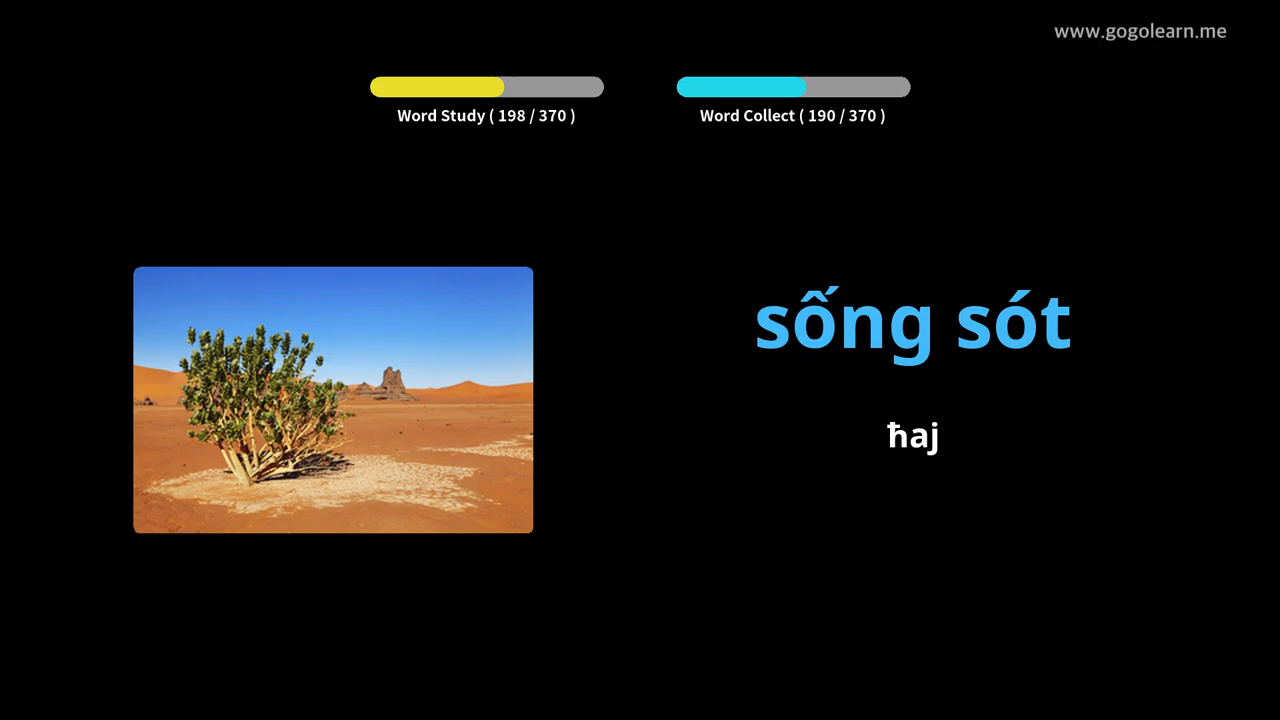 www.gogolearn.me
Word Study ( 198 / 370 )
Word Collect ( 190 / 370 )
sống sót
ħaj